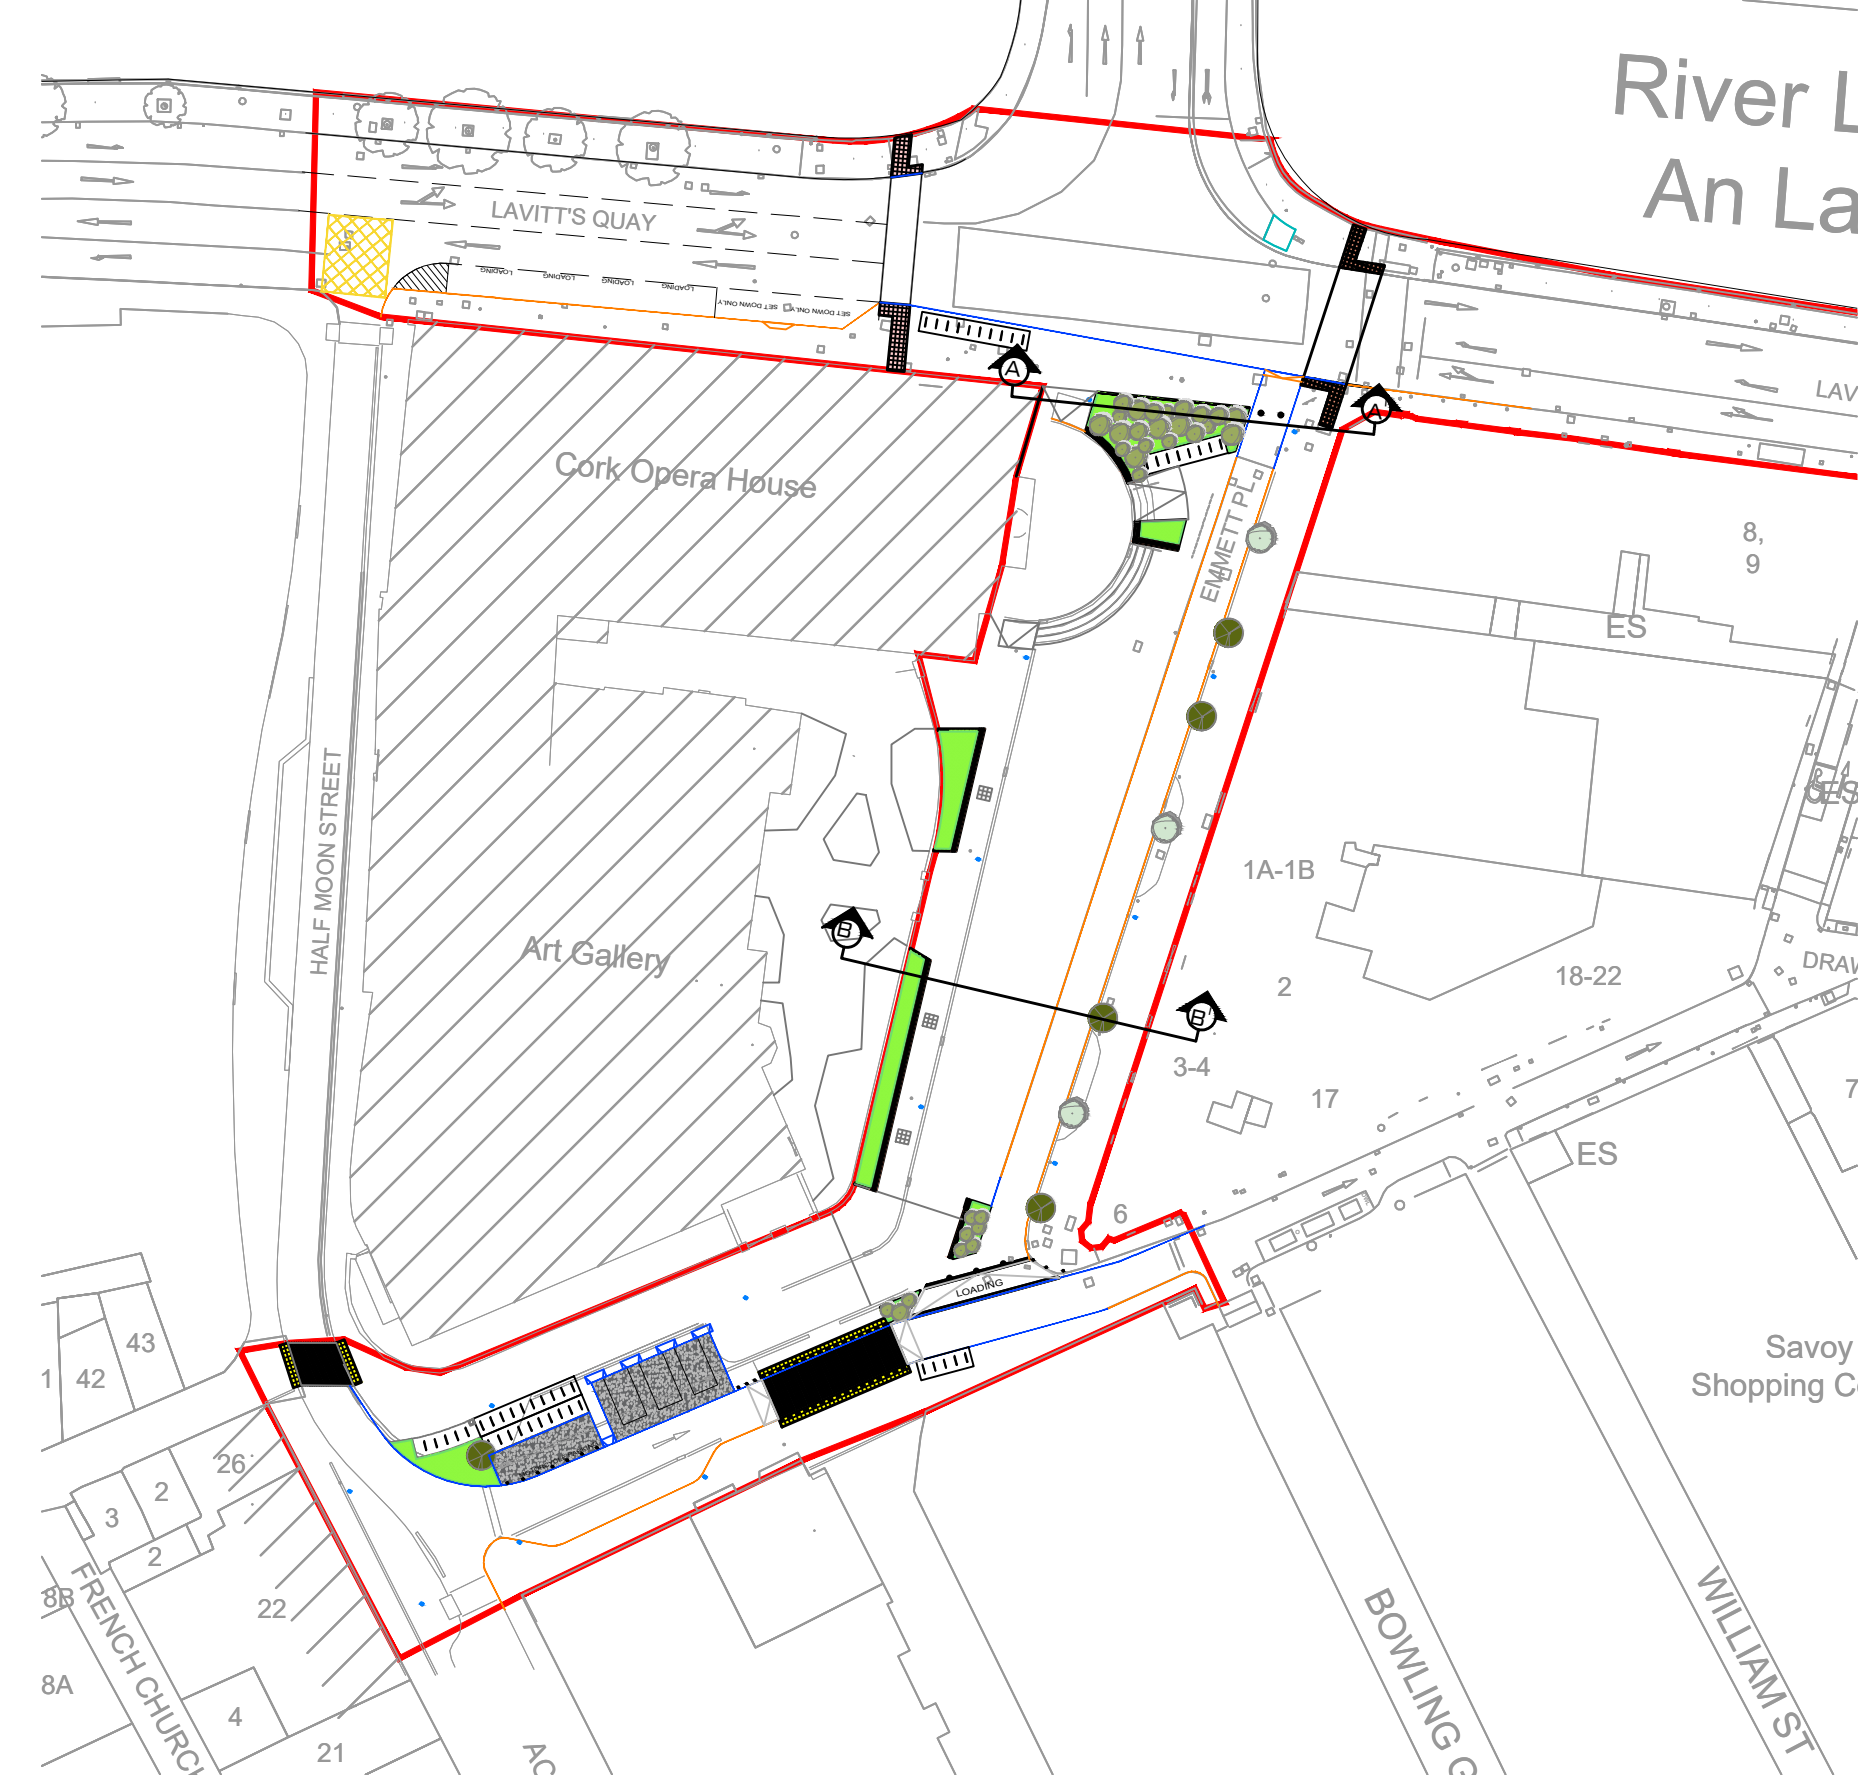 River L
An La
LAVITT'S QUAY
LOADING
LOADING
LOADING
LOADING
SET DOWN ONLY
SET DOWN ONLY
A
A'
LAV
Cork Opera House
EMMETT PL
8,
9
ES
HALF MOON STREET
ES
1A-1B
B
Art Gallery
DRAW
18-22
2
B'
3-4
17
7
ES
6
LOADING
43
1
42
Savoy
Shopping C
26
2
3
2
8B
22
FRENCH CHURCH
BOWLING G
WILLIAM ST
8A
4
21
AC